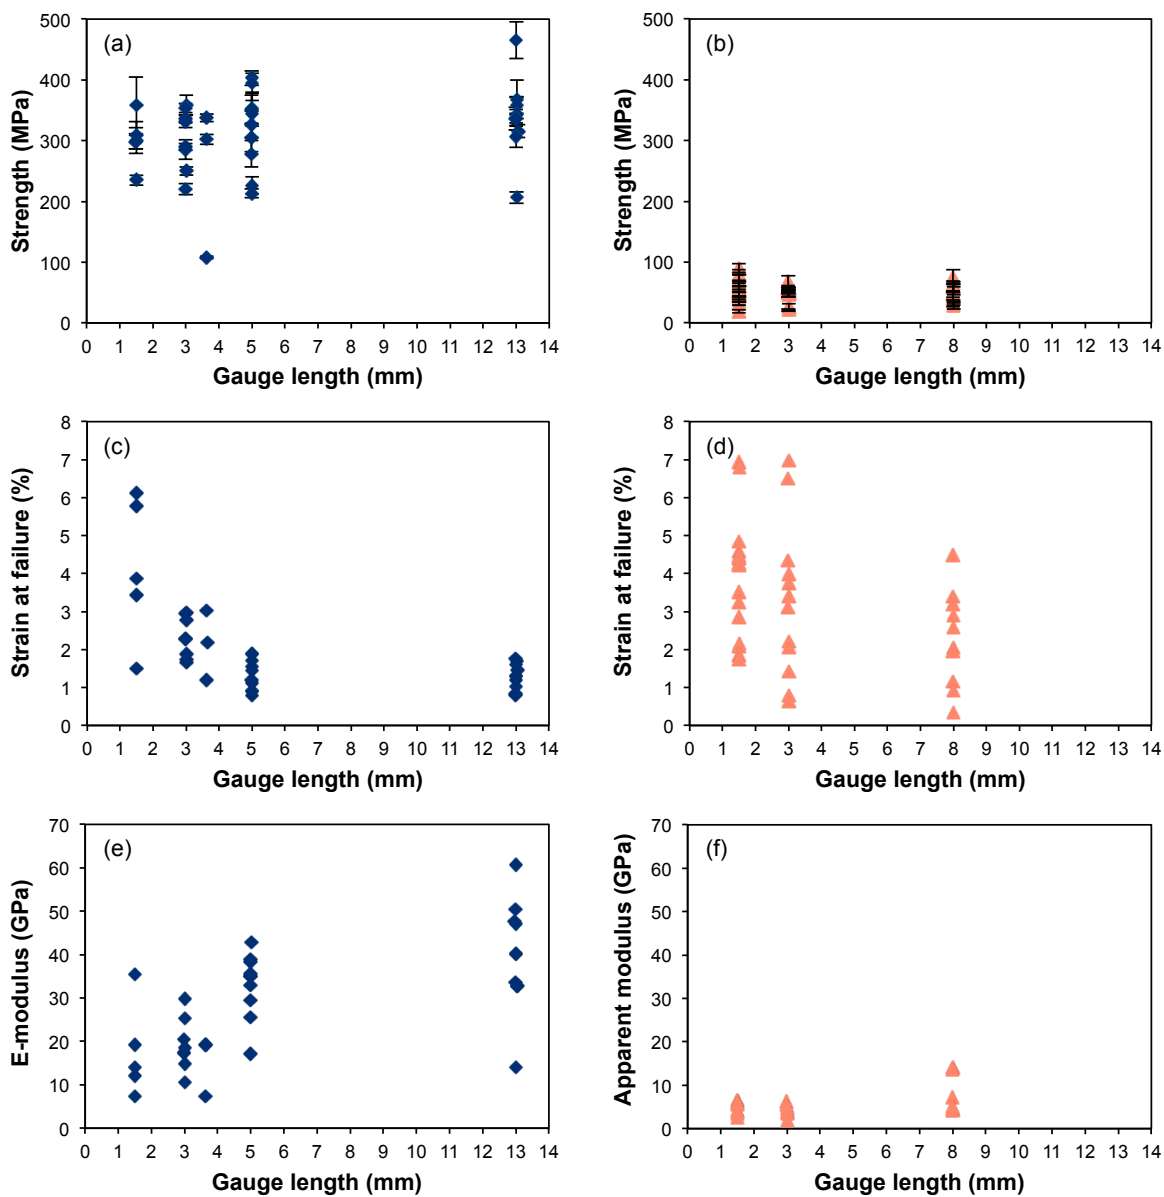 (a)
Strength (MPa)
500
400
300
200
100
0
0 1 2 3 4 5 6 7 8 9 10 11 12 13 14
Gauge length (mm)
(b)
Strength (MPa)
500
400
300
200
100
0
0 1 2 3 4 5 6 7 8 9 10 11 12 13 14
Gauge length (mm)
(c)
Strain at failure (%)
8
7
6
5
4
3
2
1
0
0 1 2 3 4 5 6 7 8 9 10 11 12 13 14
Gauge length (mm)
(d)
Strain at failure (%)
8
7
6
5
4
3
2
1
0
0 1 2 3 4 5 6 7 8 9 10 11 12 13 14
Gauge length (mm)
(e)
E-modulus (GPa)
70
60
50
40
30
20
10
0
0 1 2 3 4 5 6 7 8 9 10 11 12 13 14
Gauge length (mm)
(f)
Apparent modulus (GPa)
70
60
50
40
30
20
10
0
0 1 2 3 4 5 6 7 8 9 10 11 12 13 14
Gauge length (mm)